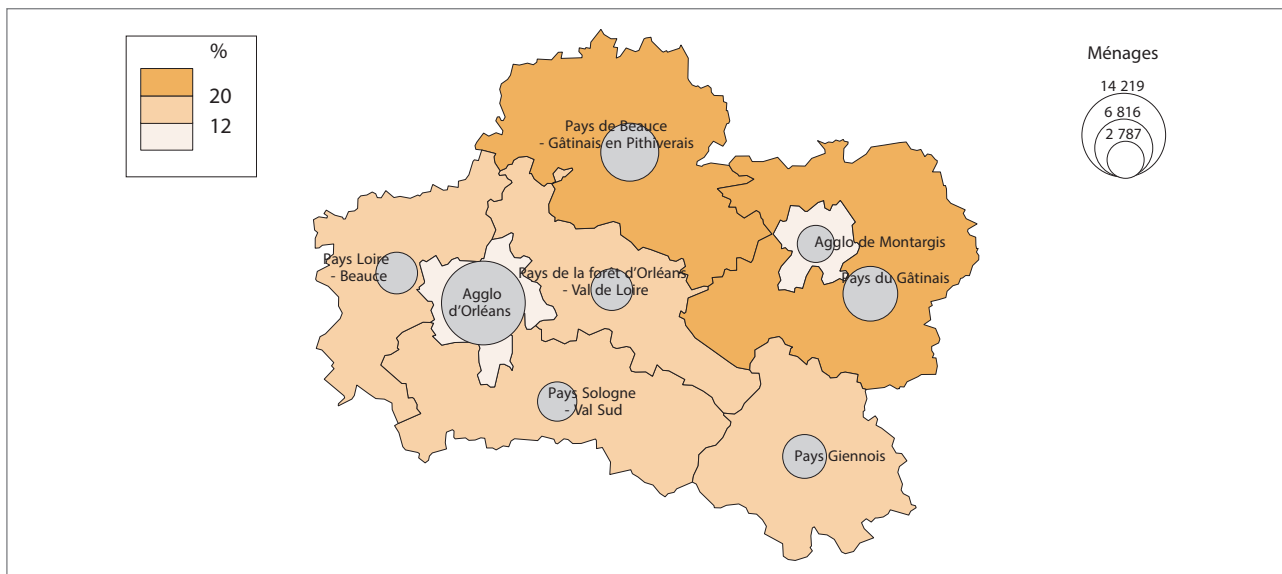 %
20
12
Ménages
14 219
6 816
2 787
Pays de Beauce
- Gâtinais en Pithiverais
Agglo de Montargis
Pays du Gâtinais
Pays Loire
- Beauce
Pays de la forêt d’Orléans
- Val de Loire
Agglo
d’Orléans
Pays Sologne
- Val Sud
Pays Giennois